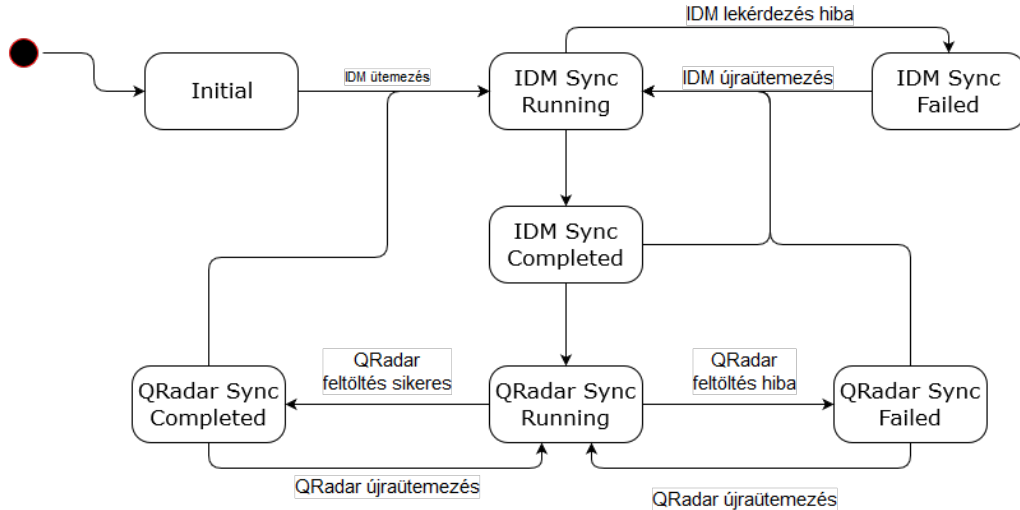 IDM lekérdezés hiba
Initial
IDM ütemezés
IDM Sync
Running
IDM újraütemezés
IDM Sync
Failed
IDM Sync
Completed
QRadar
feltöltés sikeres
QRadar
feltöltés hiba
QRadar Sync
Completed
QRadar Sync
Running
QRadar Sync
Failed
QRadar újraütemezés
QRadar újraütemezés